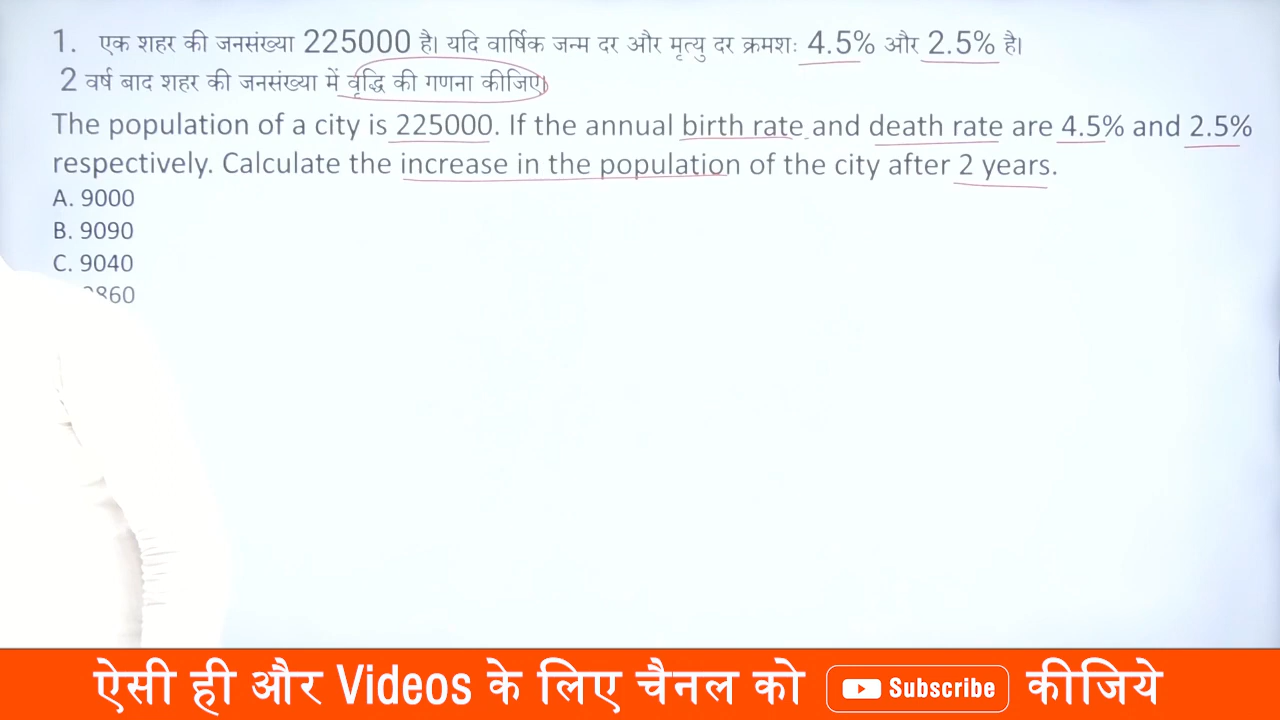 1. एक शहर की जनसंख्या 225000 है। यदि वार्षिक जन्म दर और मृत्यु दर क्रमशः 4.5% और 2.5% है।
2 वर्ष बाद शहर की जनसंख्या में वृद्धि की गणना कीजिए।
The population of a city is 225000. If the annual birth rate and death rate are 4.5% and 2.5%
respectively. Calculate the increase in the population of the city after 2 years.
A. 9000
B. 9090
C. 9040
ऐसी ही और Videos के लिए चैनल को Subscribe कीजिये